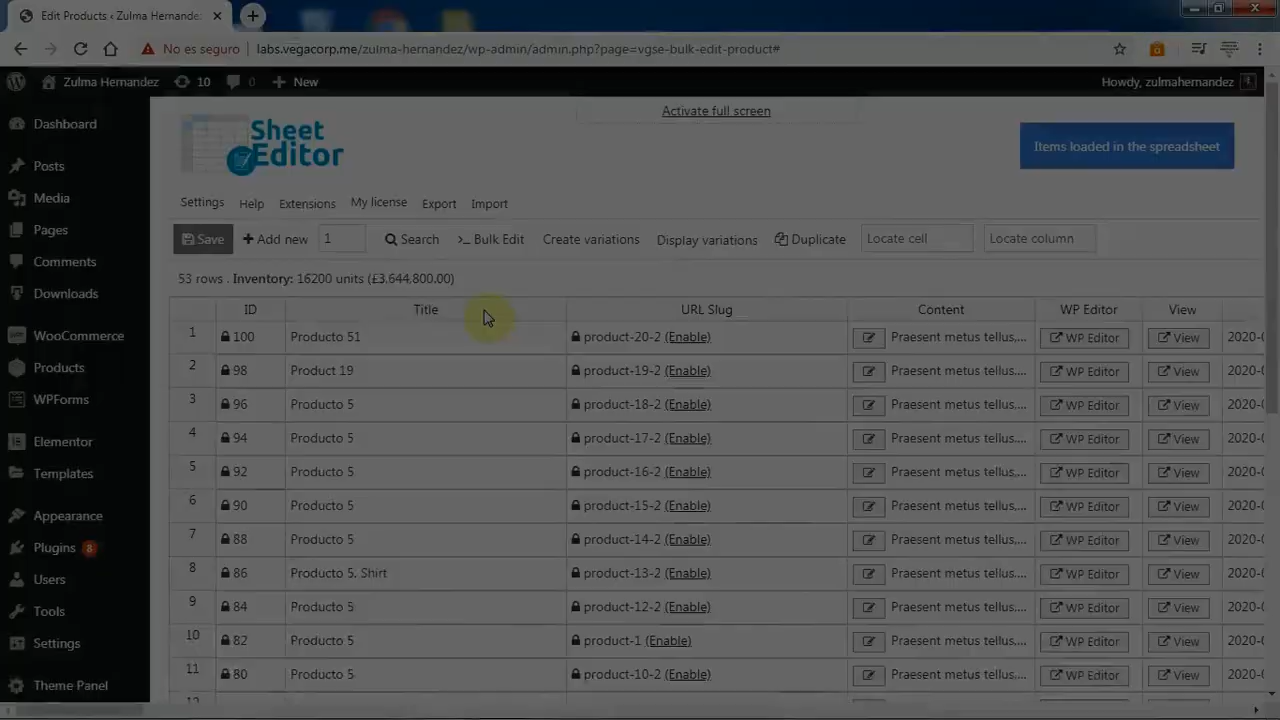 Edit Products ‹ Zulma Hernande
No es seguro | labs.vegacorp.me/zulma-hernandez/wp-admin/admin.php?page=vgse-bulk-edit-product#
Zulma Hernandez 10 0 New Howdy, zulmahernandez
Dashboard
Posts
Media
Pages
Comments
Downloads
WooCommerce
Products
WPForms
Elementor
Templates
Appearance
Plugins 8
Users
Tools
Settings
Theme Panel
Activate full screen
Sheet
Editor
Items loaded in the spreadsheet
Settings Help Extensions My license Export Import
Save Add new 1 Search Bulk Edit Create variations Display variations Duplicate Locate cell Locate column
53 rows . Inventory: 16200 units (£3,644,800.00)
ID Title URL Slug Content WP Editor View
1 100 Producto 51 product-20-2 (Enable) Praesent metus tellus,... WP Editor View 2020-0
2 98 Product 19 product-19-2 (Enable) Praesent metus tellus,... WP Editor View 2020-0
3 96 Producto 5 product-18-2 (Enable) Praesent metus tellus,... WP Editor View 2020-0
4 94 Producto 5 product-17-2 (Enable) Praesent metus tellus,... WP Editor View 2020-0
5 92 Producto 5 product-16-2 (Enable) Praesent metus tellus,... WP Editor View 2020-0
6 90 Producto 5 product-15-2 (Enable) Praesent metus tellus,... WP Editor View 2020-0
7 88 Producto 5 product-14-2 (Enable) Praesent metus tellus,... WP Editor View 2020-0
8 86 Producto 5, Shirt product-13-2 (Enable) Praesent metus tellus,... WP Editor View 2020-0
9 84 Producto 5 product-12-2 (Enable) Praesent metus tellus,... WP Editor View 2020-0
10 82 Producto 5 product-1 (Enable) Praesent metus tellus,... WP Editor View 2020-0
11 80 Producto 5 product-10-2 (Enable) Praesent metus tellus,... WP Editor View 2020-0